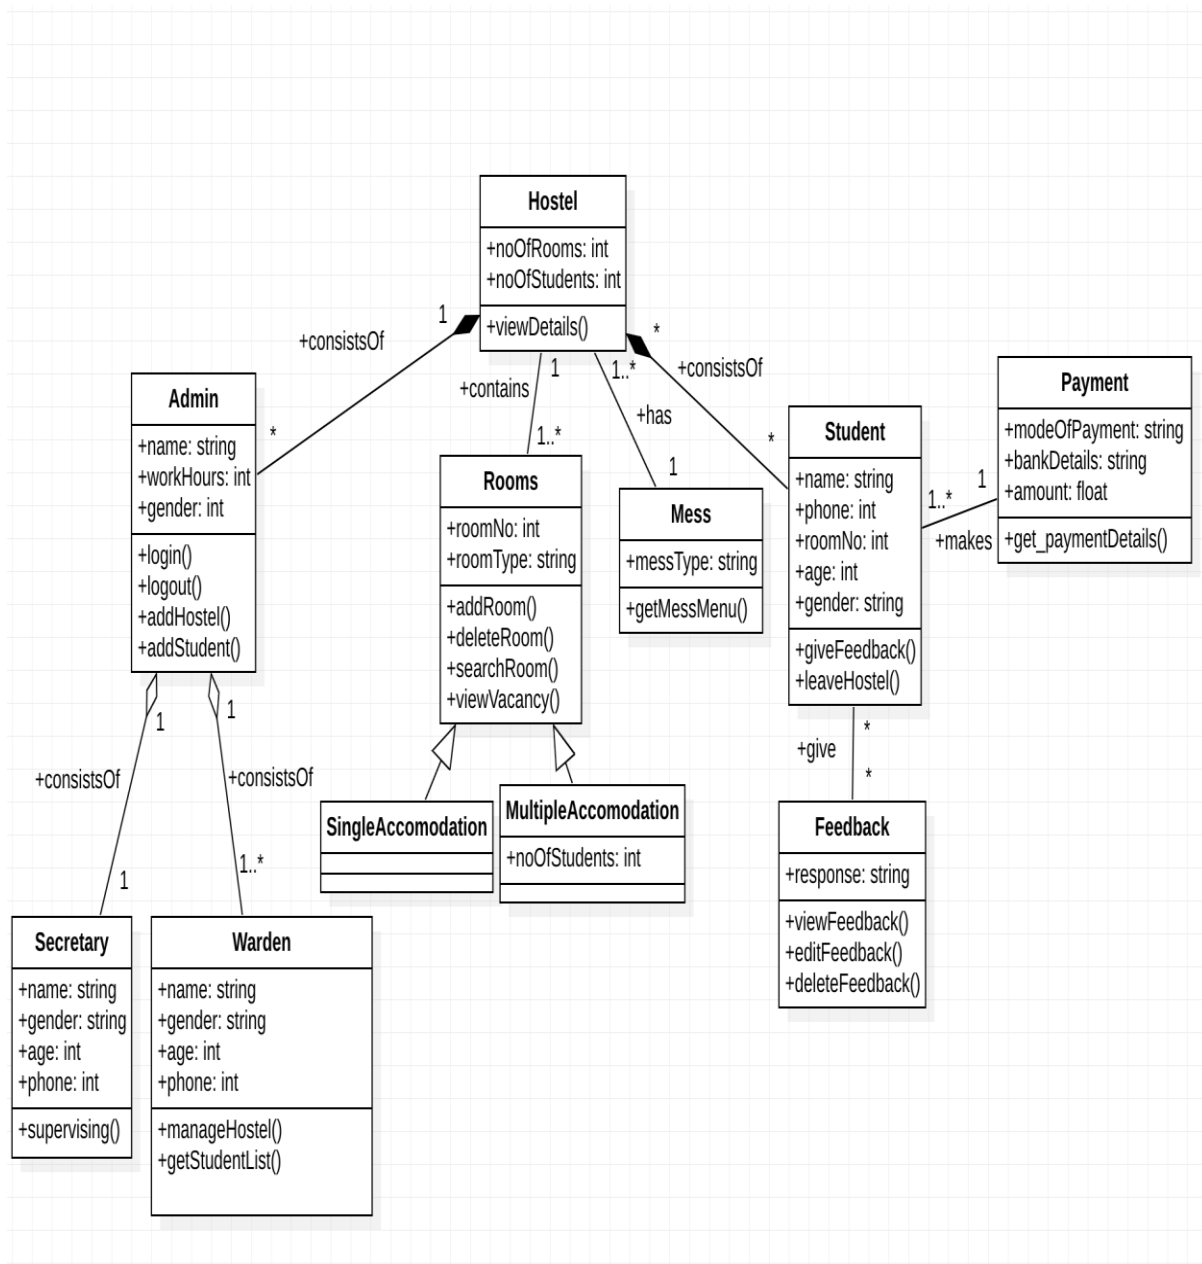 Hostel
+noOfRooms: int
+noOfStudents: int
+viewDetails()
1
+consistsOf
*
1
+contains
1..*
1..*
+has
1
*
+consistsOf
*
Admin
+name: string
+workHours: int
+gender: int
+login()
+logout()
+addHostel()
+addStudent()
Rooms
+roomNo: int
+roomType: string
+addRoom()
+deleteRoom()
+searchRoom()
+viewVacancy()
Mess
+messType: string
+getMessMenu()
Student
+name: string
+phone: int
+roomNo: int
+age: int
+gender: string
+giveFeedback()
+leaveHostel()
1..*
1
+makes
Payment
+modeOfPayment: string
+bankDetails: string
+amount: float
+get_paymentDetails()
1
+consistsOf
1
1
+consistsOf
1..*
SingleAccomodation
MultipleAccomodation
+noOfStudents: int
*
+give
*
Feedback
+response: string
+viewFeedback()
+editFeedback()
+deleteFeedback()
Secretary
+name: string
+gender: string
+age: int
+phone: int
+supervising()
Warden
+name: string
+gender: string
+age: int
+phone: int
+manageHostel()
+getStudentList()